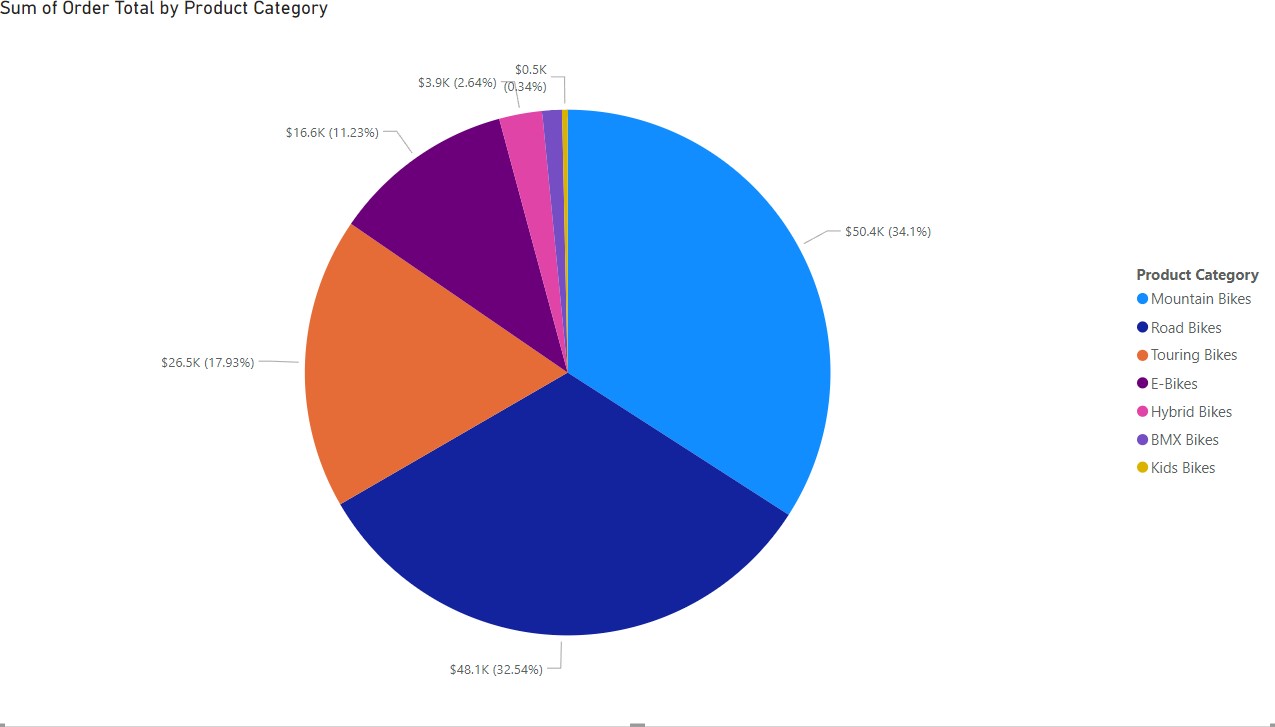 Sum of Order Total by Product Category
$0.5K
(0.34%)
$3.9K (2.64%)
$16.6K (11.23%)
$50.4K (34.1%)
$26.5K (17.93%)
$48.1K (32.54%)
Product Category
Mountain Bikes
Road Bikes
Touring Bikes
E-Bikes
Hybrid Bikes
BMX Bikes
Kids Bikes